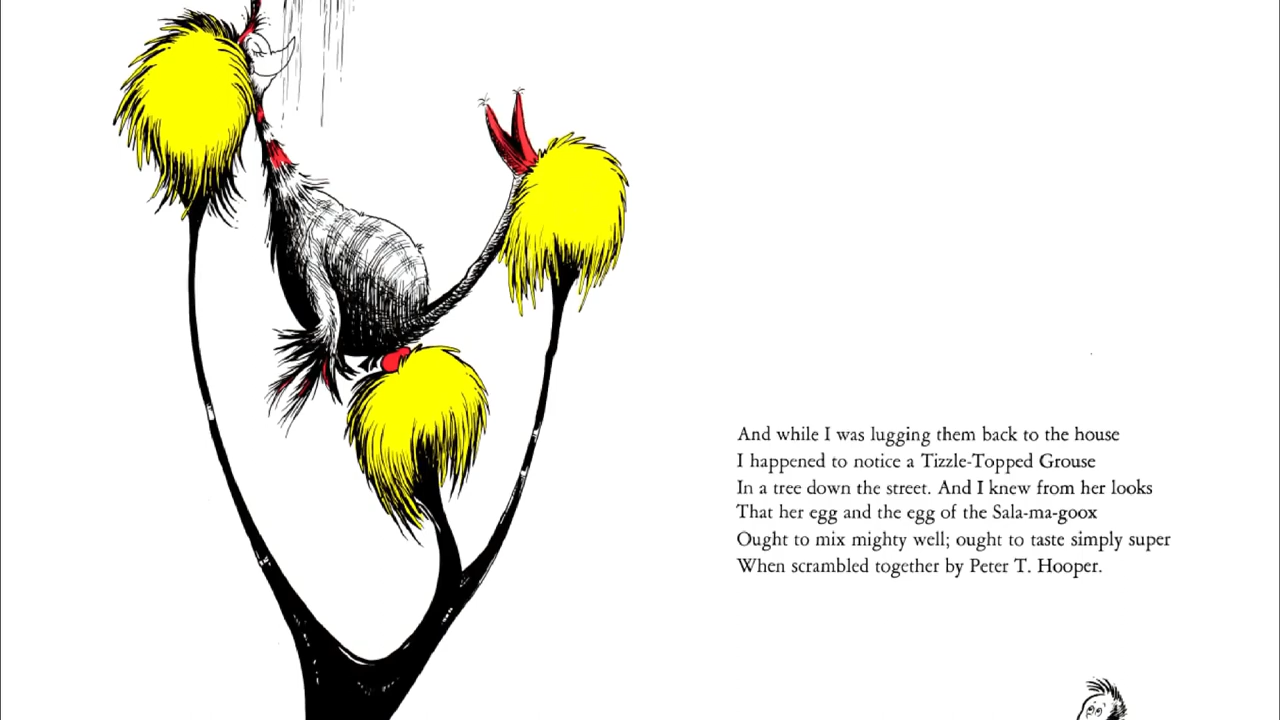 And while I was lugging them back to the house
I happened to notice a Tizzle-Topped Grouse
In a tree down the street. And I knew from her looks
That her egg and the egg of the Sala-ma-goox
Ought to mix mighty well; ought to taste simply super
When scrambled together by Peter T. Hooper.